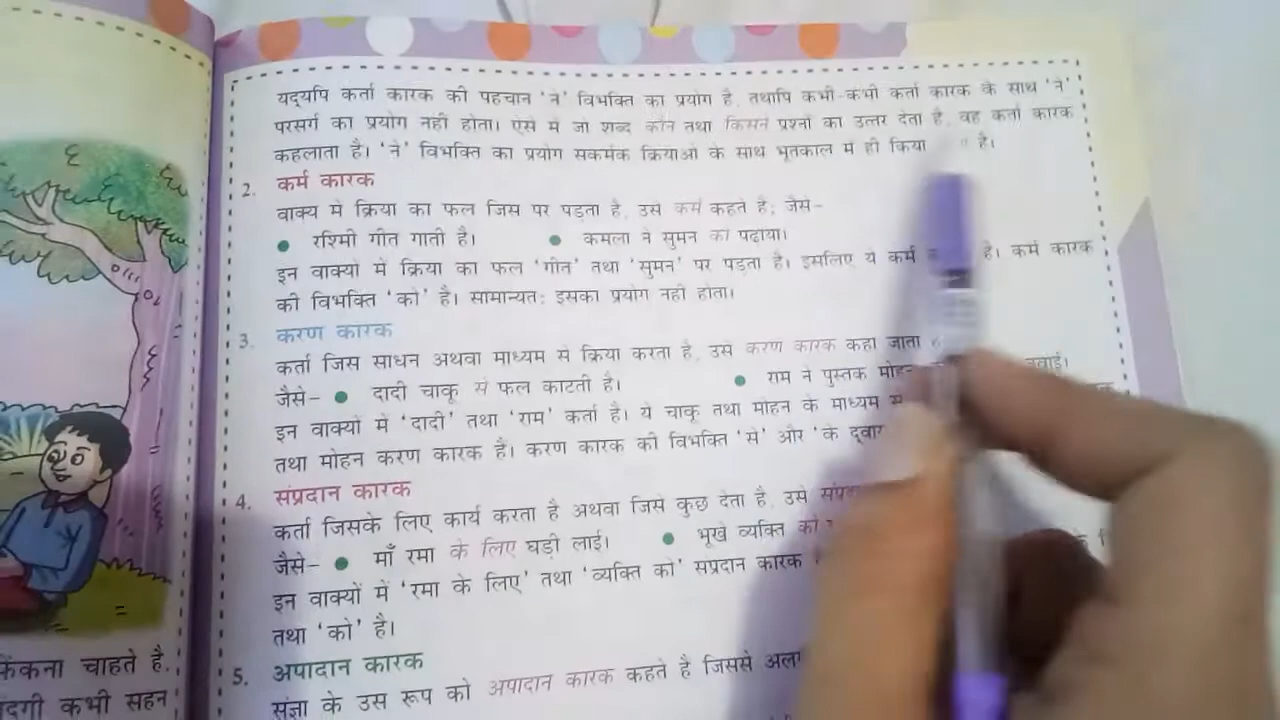 यद्यपि कर्ता कारक की पहचान ‘ने’ विभक्ति का प्रयोग है, तथापि कभी-कभी कर्ता कारक के साथ ‘ने’
परसर्ग का प्रयोग नहीं होता। ऐसे में जो शब्द कौन तथा किसने प्रश्नों का उत्तर देता है, वह कर्ता कारक
कहलाता है। ‘ने’ विभक्ति का प्रयोग सकर्मक क्रियाओं के साथ भूतकाल में ही किया है।
2. कर्म कारक
वाक्य में क्रिया का फल जिस पर पड़ता है, उसे कर्म कहते हैं; जैसे–
● रश्मि गीत गाती है। ● कमला ने सुमन को पढ़ाया।
इन वाक्यों में क्रिया का फल ‘गीत’ तथा ‘सुमन’ पर पड़ता है। इसलिए ये कर्म है। कर्म कारक
की विभक्ति ‘को’ है। सामान्यतः इसका प्रयोग नहीं होता।
3. करण कारक
कर्ता जिस साधन अथवा माध्यम से क्रिया करता है, उसे करण कारक कहा जाता
जैसे– ● दादी चाकू से फल काटती है। ● राम ने पुस्तक मोहन
इन वाक्यों में ‘दादी’ तथा ‘राम’ कर्ता है। ये चाकू तथा मोहन के माध्यम
तथा मोहन करण कारक है। करण कारक की विभक्ति ‘से’ और ‘के
4. संप्रदान कारक
कर्ता जिसके लिए कार्य करता है अथवा जिसे कुछ देता है, उसे
जैसे– ● माँ रमा के लिए घड़ी लाई। ● भूखे व्यक्ति को
इन वाक्यों में ‘रमा के लिए’ तथा ‘व्यक्ति को’ संप्रदान कारक
तथा ‘को’ है।
5. अपादान कारक
संज्ञा के उस रूप को अपादान कारक कहते है जिससे
फेंकना चाहते है,
कभी सहन